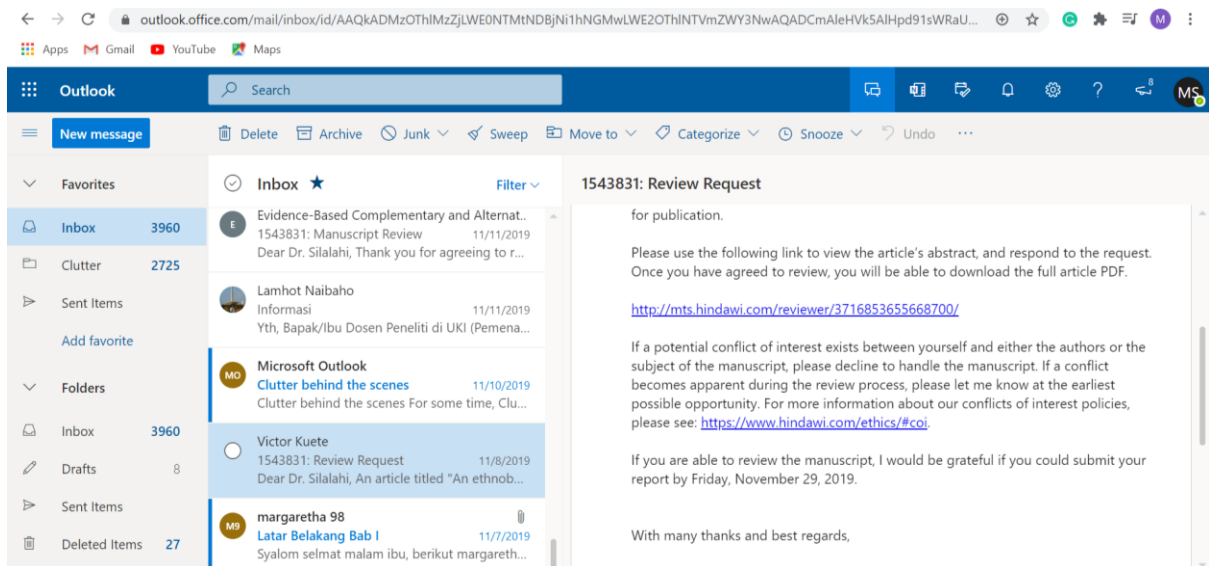 outlook.office.com/mail/inbox/id/AAQkADMzOThlMzZjLWE0NTMtNDBjNi1hNGMwLWE2OThlNTVmZWY3NwAQADCmAleHVk5AlHpd91sWRaU...
G
M
Apps Gmail YouTube Maps
Outlook
Search
8
MS
New message
Delete Archive Junk Sweep Move to Categorize Snooze Undo ...
Favorites
Inbox 3960
Clutter 2725
Sent Items
Add favorite
Folders
Inbox 3960
Drafts 8
Sent Items
Deleted Items 27
Inbox ★ Filter
E
Evidence-Based Complementary and Alternat..
1543831: Manuscript Review 11/11/2019
Dear Dr. Silalahi, Thank you for agreeing to r...
Lamhot Naibaho
Informasi 11/11/2019
Yth, Bapak/Ibu Dosen Peneliti di UKI (Pemena...
MO
Microsoft Outlook
Clutter behind the scenes 11/10/2019
Clutter behind the scenes For some time, Clu...
Victor Kuete
1543831: Review Request 11/8/2019
Dear Dr. Silalahi, An article titled "An ethnob...
M9
margaretha 98
Latar Belakang Bab I 11/7/2019
Syalom selmat malam ibu, berikut margareth...
1543831: Review Request
for publication.
Please use the following link to view the article's abstract, and respond to the request.
Once you have agreed to review, you will be able to download the full article PDF.
http://mts.hindawi.com/reviewer/3716853655668700/
If a potential conflict of interest exists between yourself and either the authors or the
subject of the manuscript, please decline to handle the manuscript. If a conflict
becomes apparent during the review process, please let me know at the earliest
possible opportunity. For more information about our conflicts of interest policies,
please see: https://www.hindawi.com/ethics/#coi.
If you are able to review the manuscript, I would be grateful if you could submit your
report by Friday, November 29, 2019.
With many thanks and best regards,